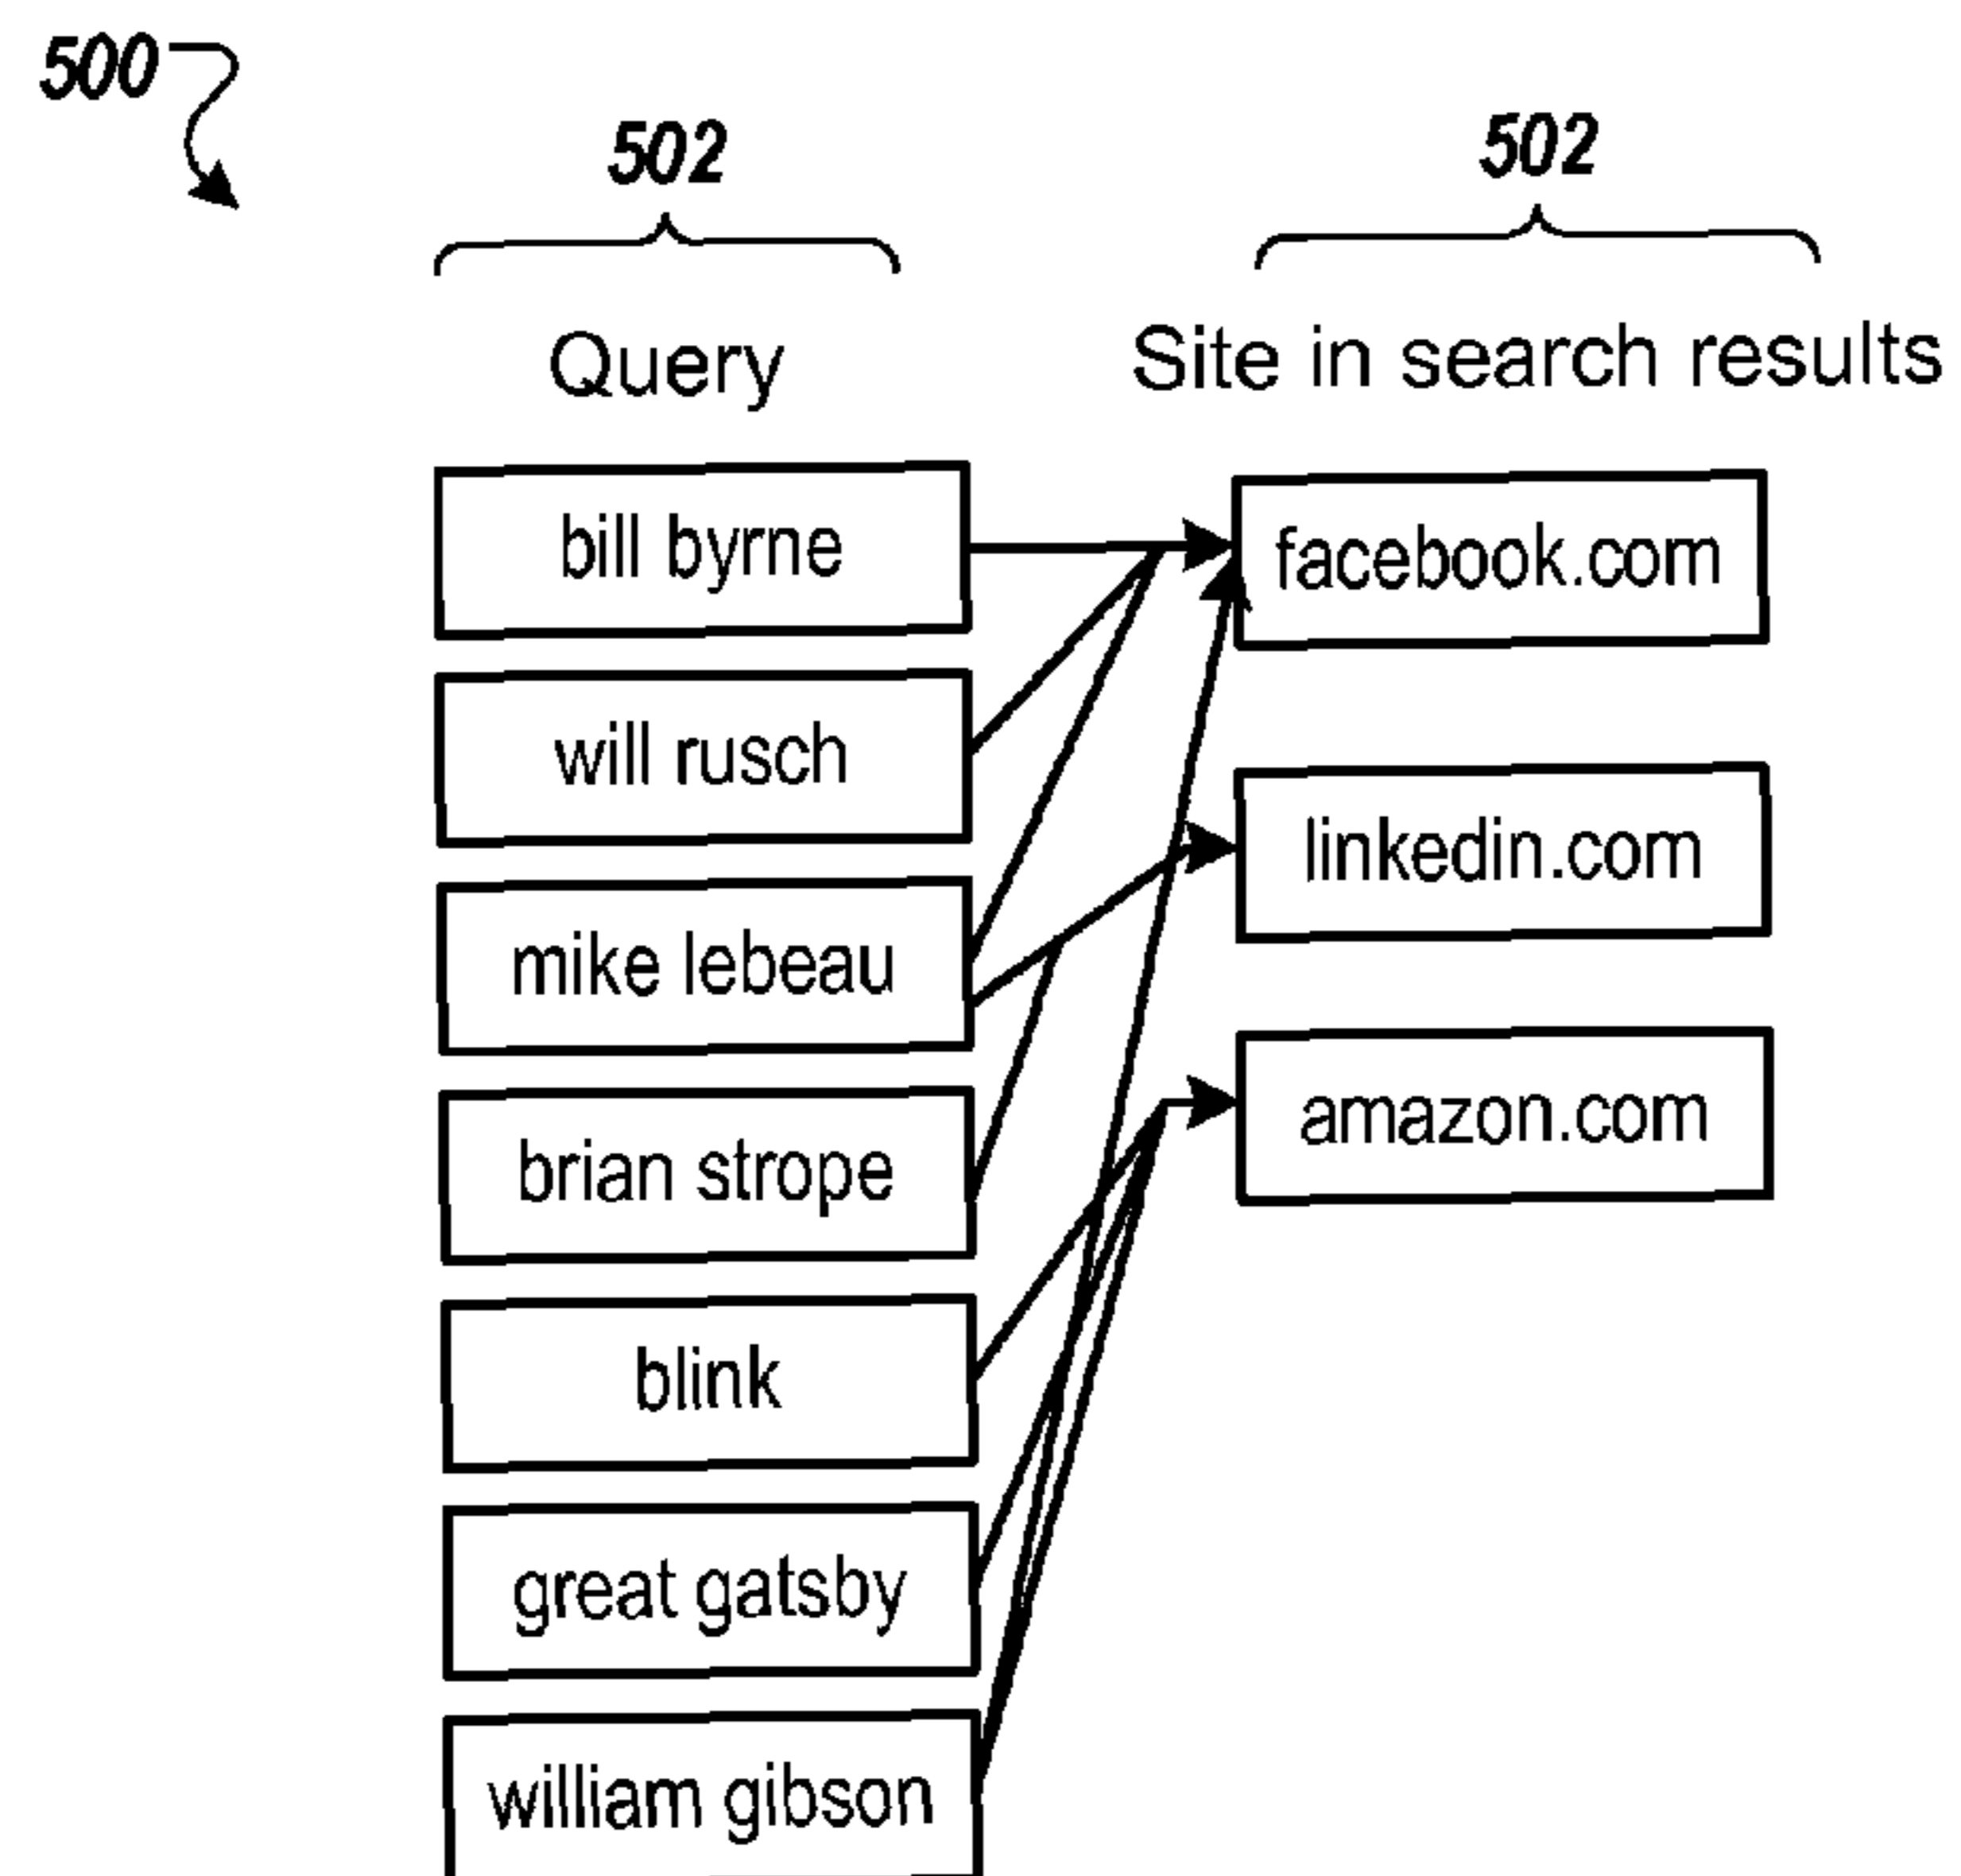 500
502 502
Query Site in search results
bill byrne facebook.com
will rusch
linkedin.com
mike lebeau
amazon.com
brian strope
blink
great gatsby
william gibson